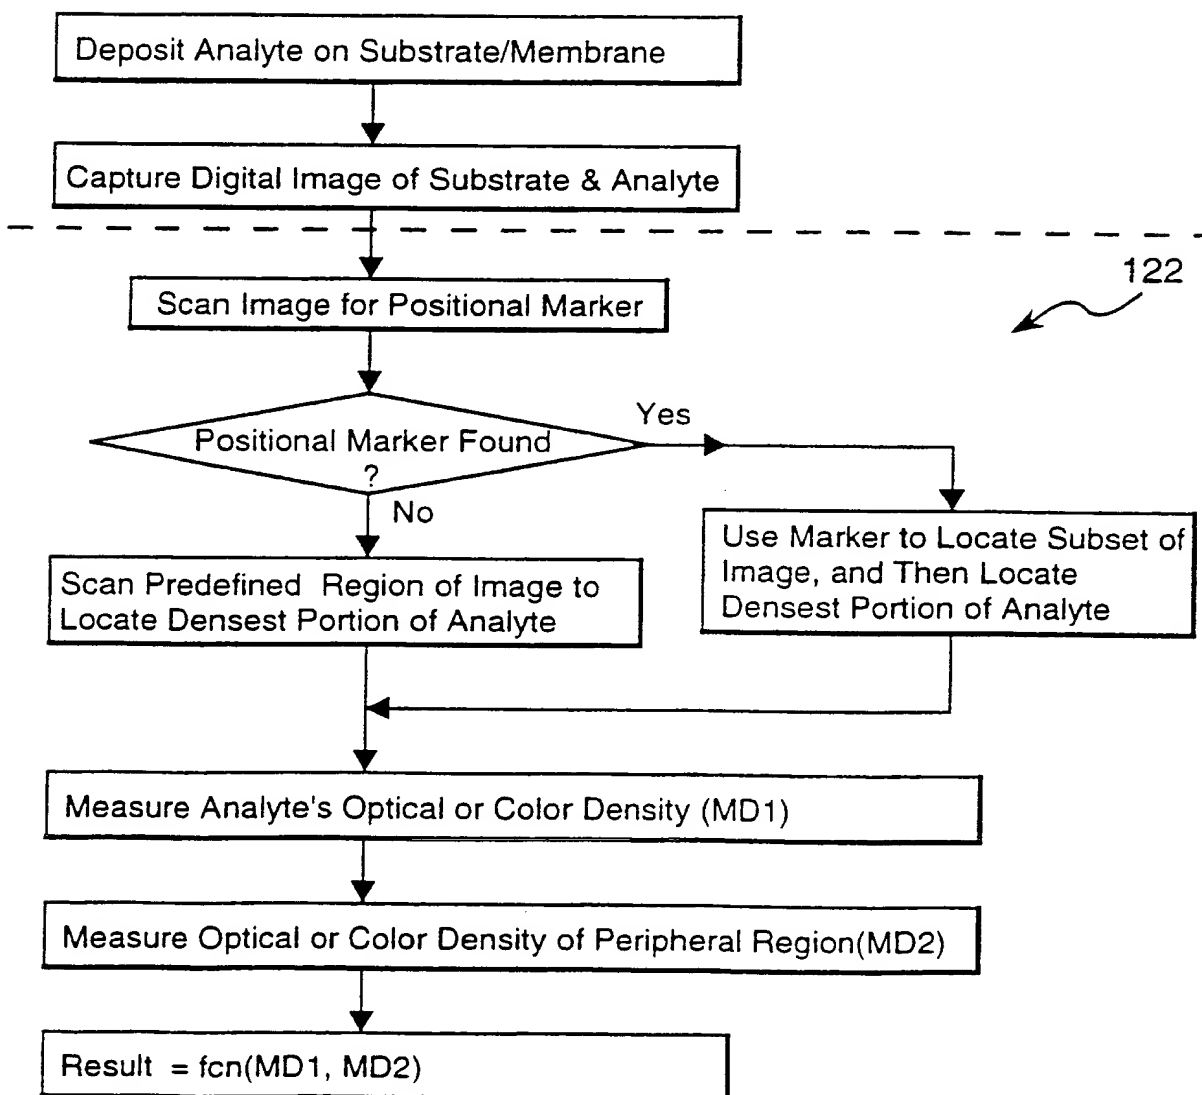 Deposit Analyte on Substrate/Membrane
Capture Digital Image of Substrate & Analyte
122
Scan Image for Positional Marker
Yes
Positional Marker Found
?
No
Use Marker to Locate Subset of
Image, and Then Locate
Densest Portion of Analyte
Scan Predefined Region of Image to
Locate Densest Portion of Analyte
Measure Analyte's Optical or Color Density (MD1)
Measure Optical or Color Density of Peripheral Region(MD2)
Result = fcn(MD1, MD2)